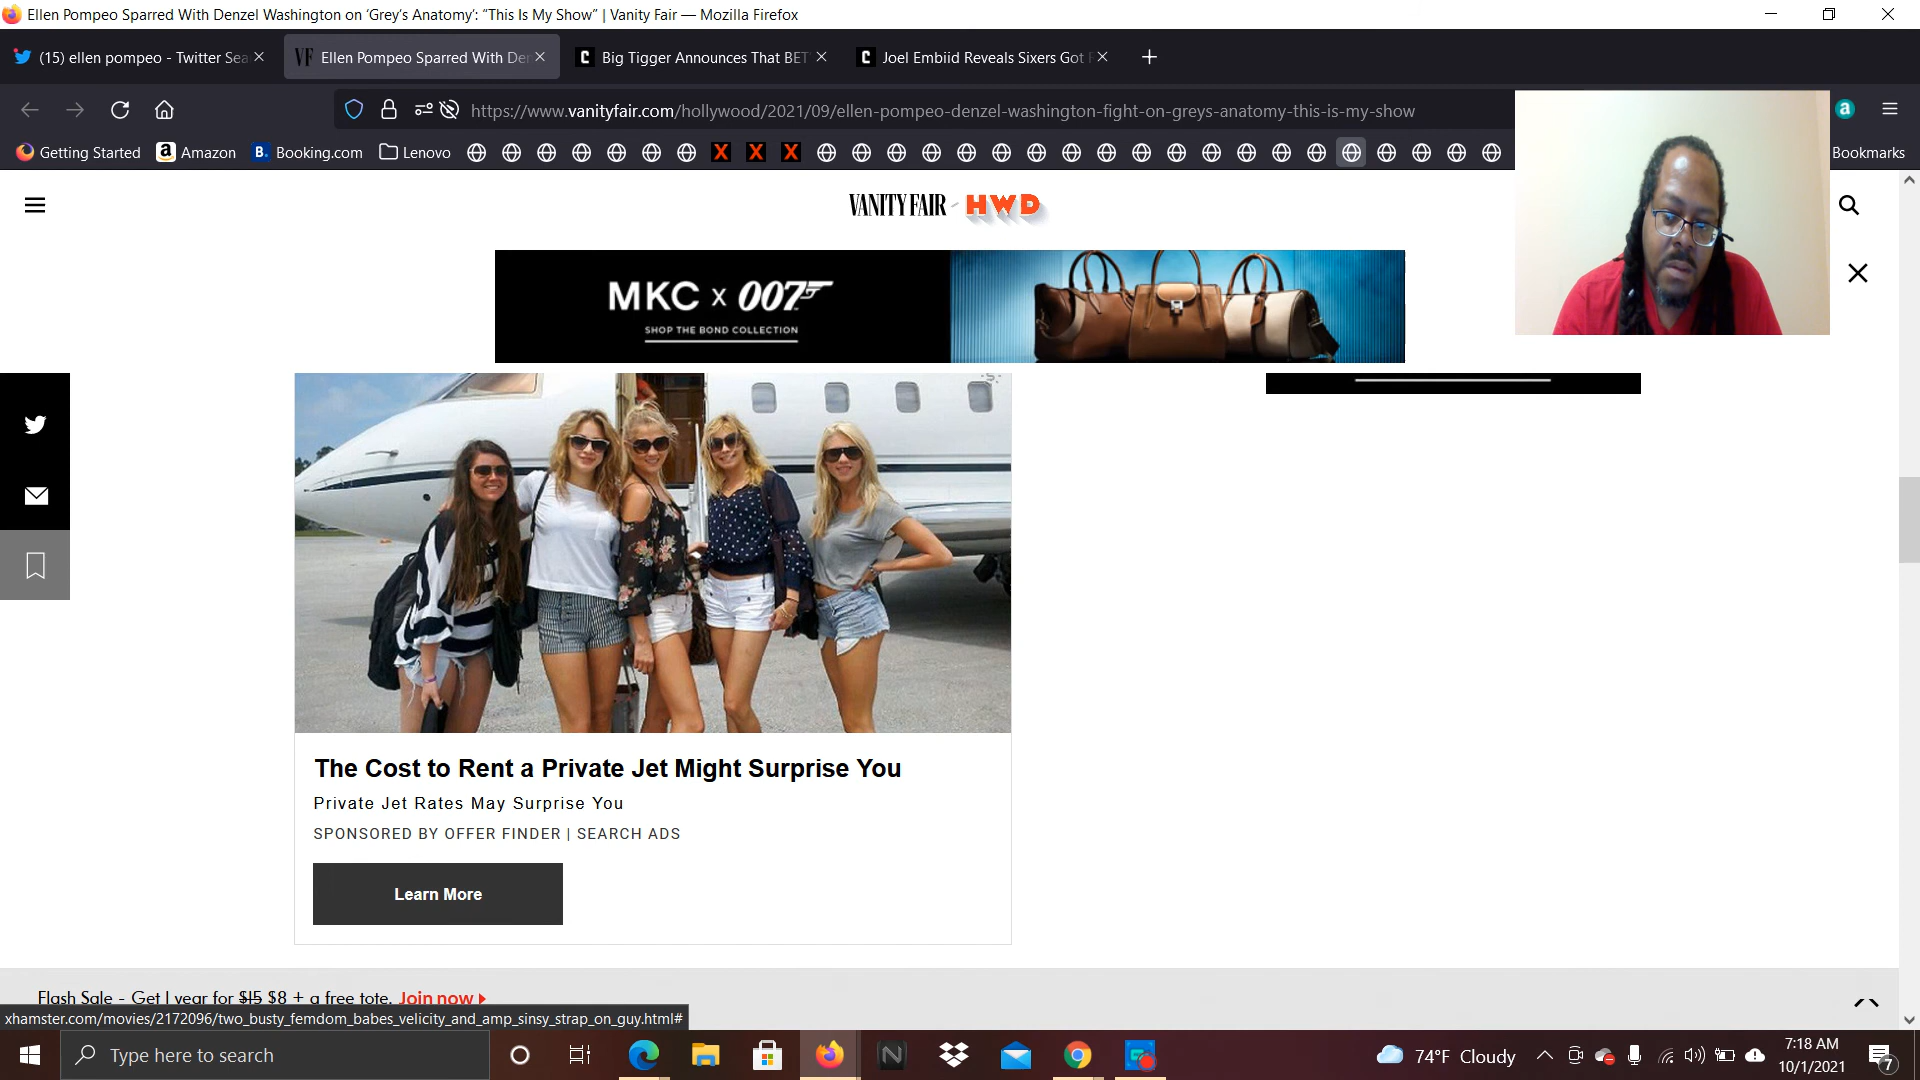 Ellen Pompeo Sparred With Denzel Washington on ‘Grey’s Anatomy’: “This Is My Show” | Vanity Fair — Mozilla Firefox
(15) ellen pompeo - Twitter Sea
VF Ellen Pompeo Sparred With Den
C Big Tigger Announces That BET
C Joel Embiid Reveals Sixers Got F
https://www.vanityfair.com/hollywood/2021/09/ellen-pompeo-denzel-washington-fight-on-greys-anatomy-this-is-my-show
a
Getting Started
a Amazon
B. Booking.com
Lenovo
X X X
Bookmarks
VANITY FAIR - HWD
MKC x 007
SHOP THE BOND COLLECTION
The Cost to Rent a Private Jet Might Surprise You
Private Jet Rates May Surprise You
SPONSORED BY OFFER FINDER | SEARCH ADS
Learn More
Flash Sale - Get 1 year for $15 $8 + a free tote. Join now
xhamster.com/movies/2172096/two_busty_femdom_babes_velicity_and_amp_sinsy_strap_on_guy.html#
Type here to search
N
74°F Cloudy
7:18 AM
10/1/2021
7